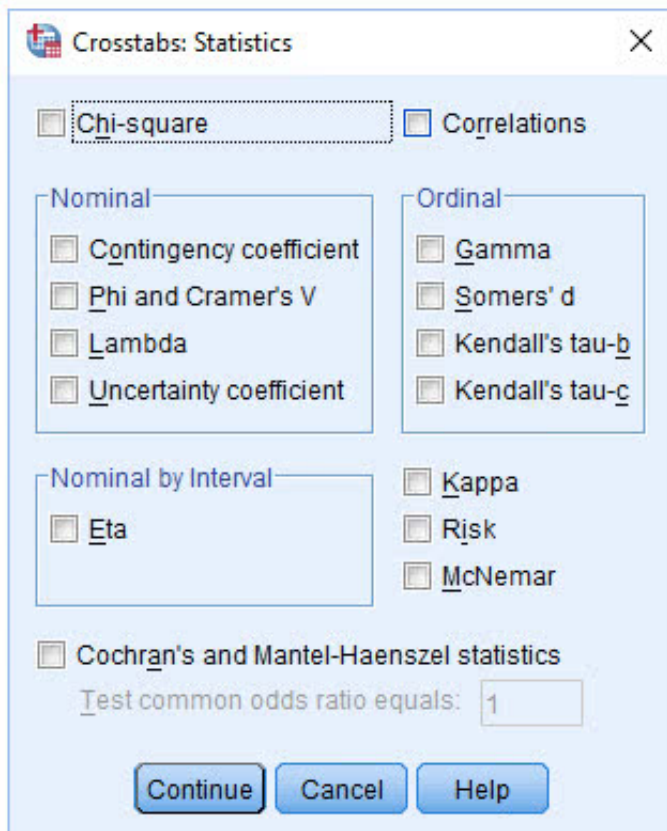 Crosstabs: Statistics
Chi-square
Correlations
Nominal
Contingency coefficient
Phi and Cramer's V
Lambda
Uncertainty coefficient
Ordinal
Gamma
Somers' d
Kendall's tau-b
Kendall's tau-c
Nominal by Interval
Eta
Kappa
Risk
McNemar
Cochran's and Mantel-Haenszel statistics
Test common odds ratio equals: 1
Continue
Cancel
Help